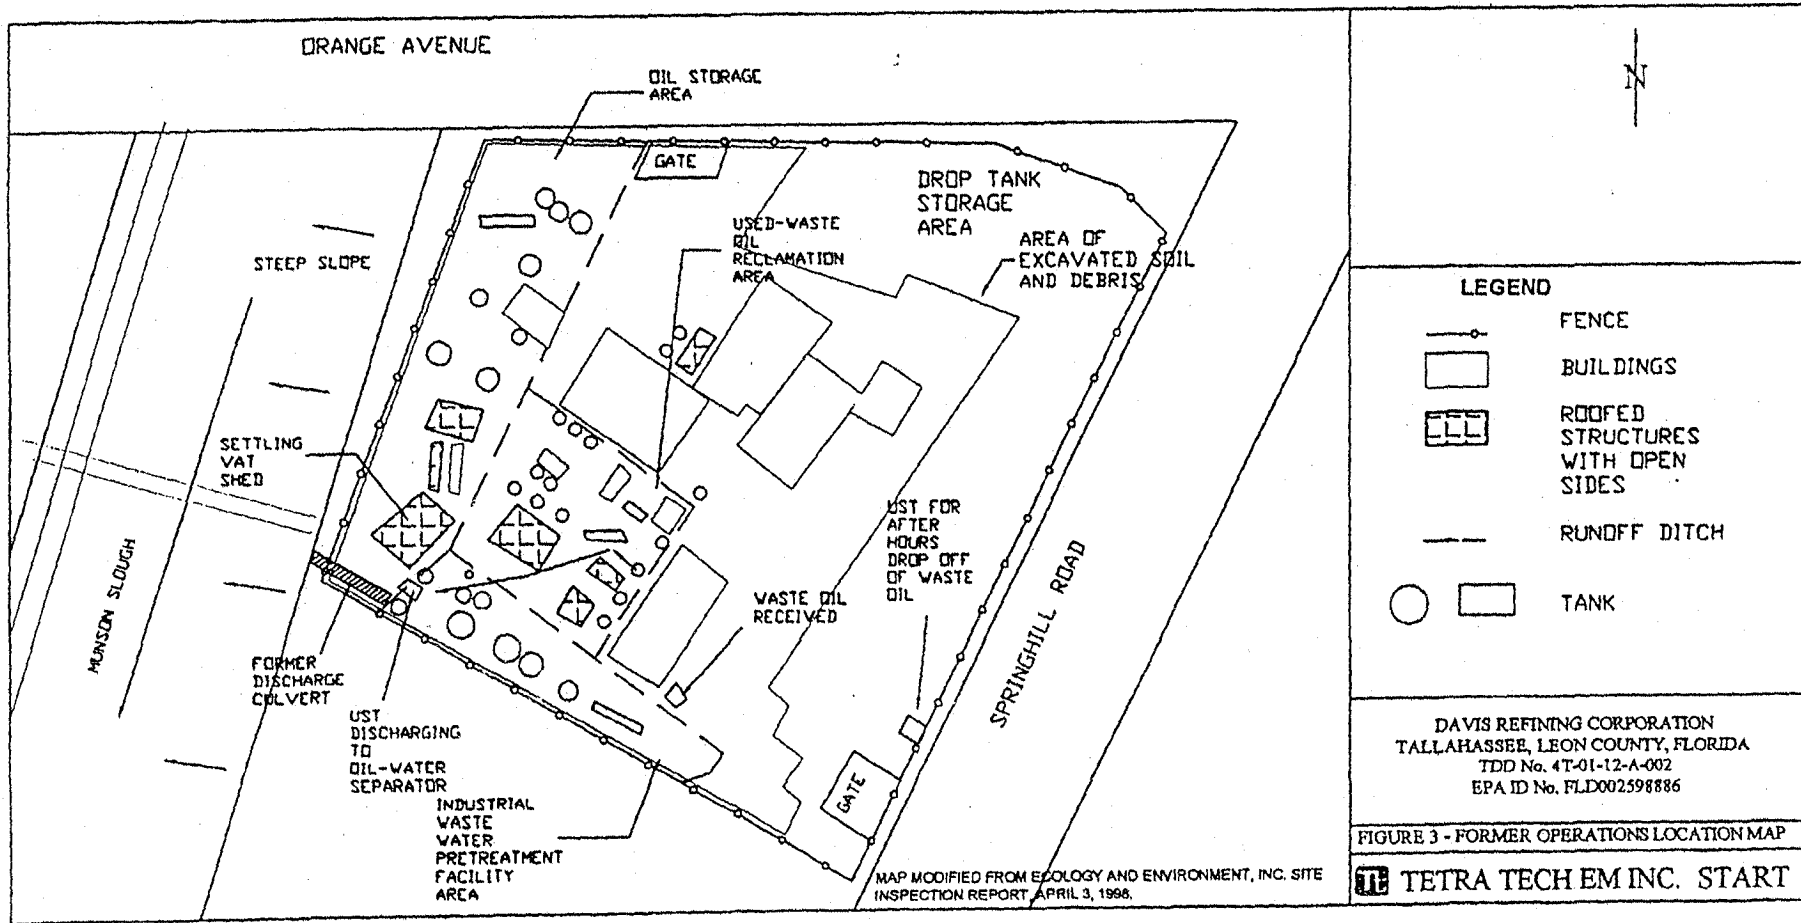 ORANGE AVENUE
OIL STORAGE
AREA
N
GATE
DROP TANK
STORAGE
AREA
USED-WASTE
OIL
RECLAMATION
AREA
AREA OF
EXCAVATED SOIL
AND DEBRIS
STEEP SLOPE
SETTLING
VAT
SHED
MUNSON SLOUGH
UST FOR
AFTER
HOURS
DROP OFF
OF WASTE
OIL
SPRINGHILL ROAD
WASTE OIL
RECEIVED
FORMER
DISCHARGE
CULVERT
UST
DISCHARGING
TO
OIL-WATER
SEPARATOR
INDUSTRIAL
WASTE
WATER
PRETREATMENT
FACILITY
AREA
GATE
MAP MODIFIED FROM ECOLOGY AND ENVIRONMENT, INC. SITE
INSPECTION REPORT, APRIL 3, 1998.
LEGEND
FENCE
BUILDINGS
ROOFED
STRUCTURES
WITH OPEN
SIDES
RUNOFF DITCH
TANK
DAVIS REFINING CORPORATION
TALLAHASSEE, LEON COUNTY, FLORIDA
TDD No. 4T-01-12-A-002
EPA ID No. FLD002598886
FIGURE 3 - FORMER OPERATIONS LOCATION MAP
TETRA TECH EM INC. START